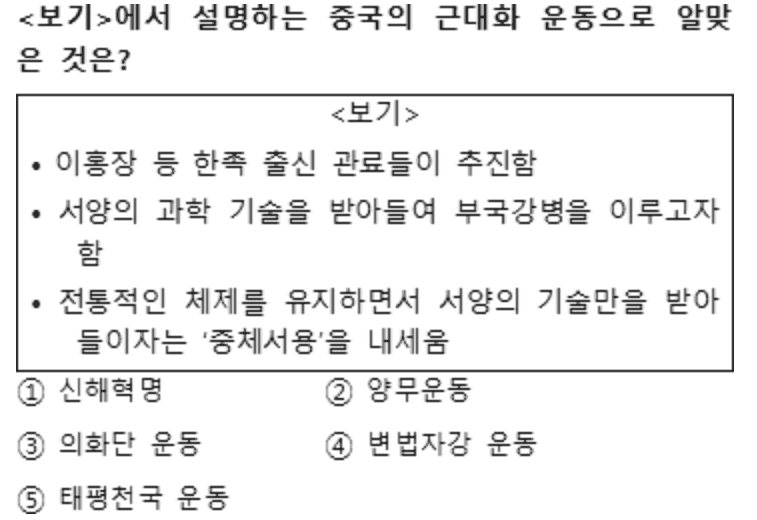 <보기>에서 설명하는 중국의 근대화 운동으로 알맞
은 것은?
<보기>
• 이홍장 등 한족 출신 관료들이 추진함
• 서양의 과학 기술을 받아들여 부국강병을 이루고자
함
• 전통적인 체제를 유지하면서 서양의 기술만을 받아
들이자는 '중체서용'을 내세움
① 신해혁명 ② 양무운동
③ 의화단 운동 ④ 변법자강 운동
⑤ 태평천국 운동